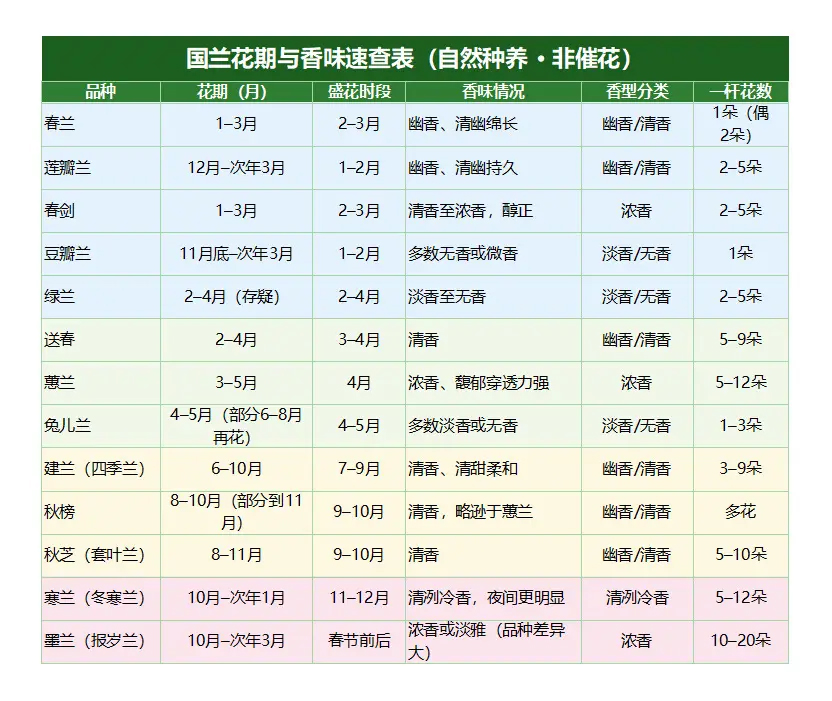 国兰花期与香味速查表（自然种养·非催花）
品种 花期（月） 盛花时段 香味情况 香型分类 一杆花数
春兰 1–3月 2–3月 幽香、清幽绵长 幽香/清香 1朵（偶2朵）
莲瓣兰 12月–次年3月 1–2月 幽香、清幽持久 幽香/清香 2–5朵
春剑 1–3月 2–3月 清香至浓香，醇正 浓香 2–5朵
豆瓣兰 11月底–次年3月 1–2月 多数无香或微香 淡香/无香 1朵
绿兰 2–4月（存疑） 2–4月 淡香至无香 淡香/无香 2–5朵
送春 2–4月 3–4月 清香 幽香/清香 5–9朵
蕙兰 3–5月 4月 浓香、馥郁穿透力强 浓香 5–12朵
兔儿兰 4–5月（部分6–8月再花） 4–5月 多数淡香或无香 淡香/无香 1–3朵
建兰（四季兰） 6–10月 7–9月 清香、清甜柔和 幽香/清香 3–9朵
秋榜 8–10月（部分到11月） 9–10月 清香，略逊于蕙兰 幽香/清香 多花
秋芝（套叶兰） 8–11月 9–10月 清香 幽香/清香 5–10朵
寒兰（冬寒兰） 10月–次年1月 11–12月 清列冷香，夜间更明显 清列冷香 5–12朵
墨兰（报岁兰） 10月–次年3月 春节前后 浓香或淡雅（品种差异大） 浓香 10–20朵